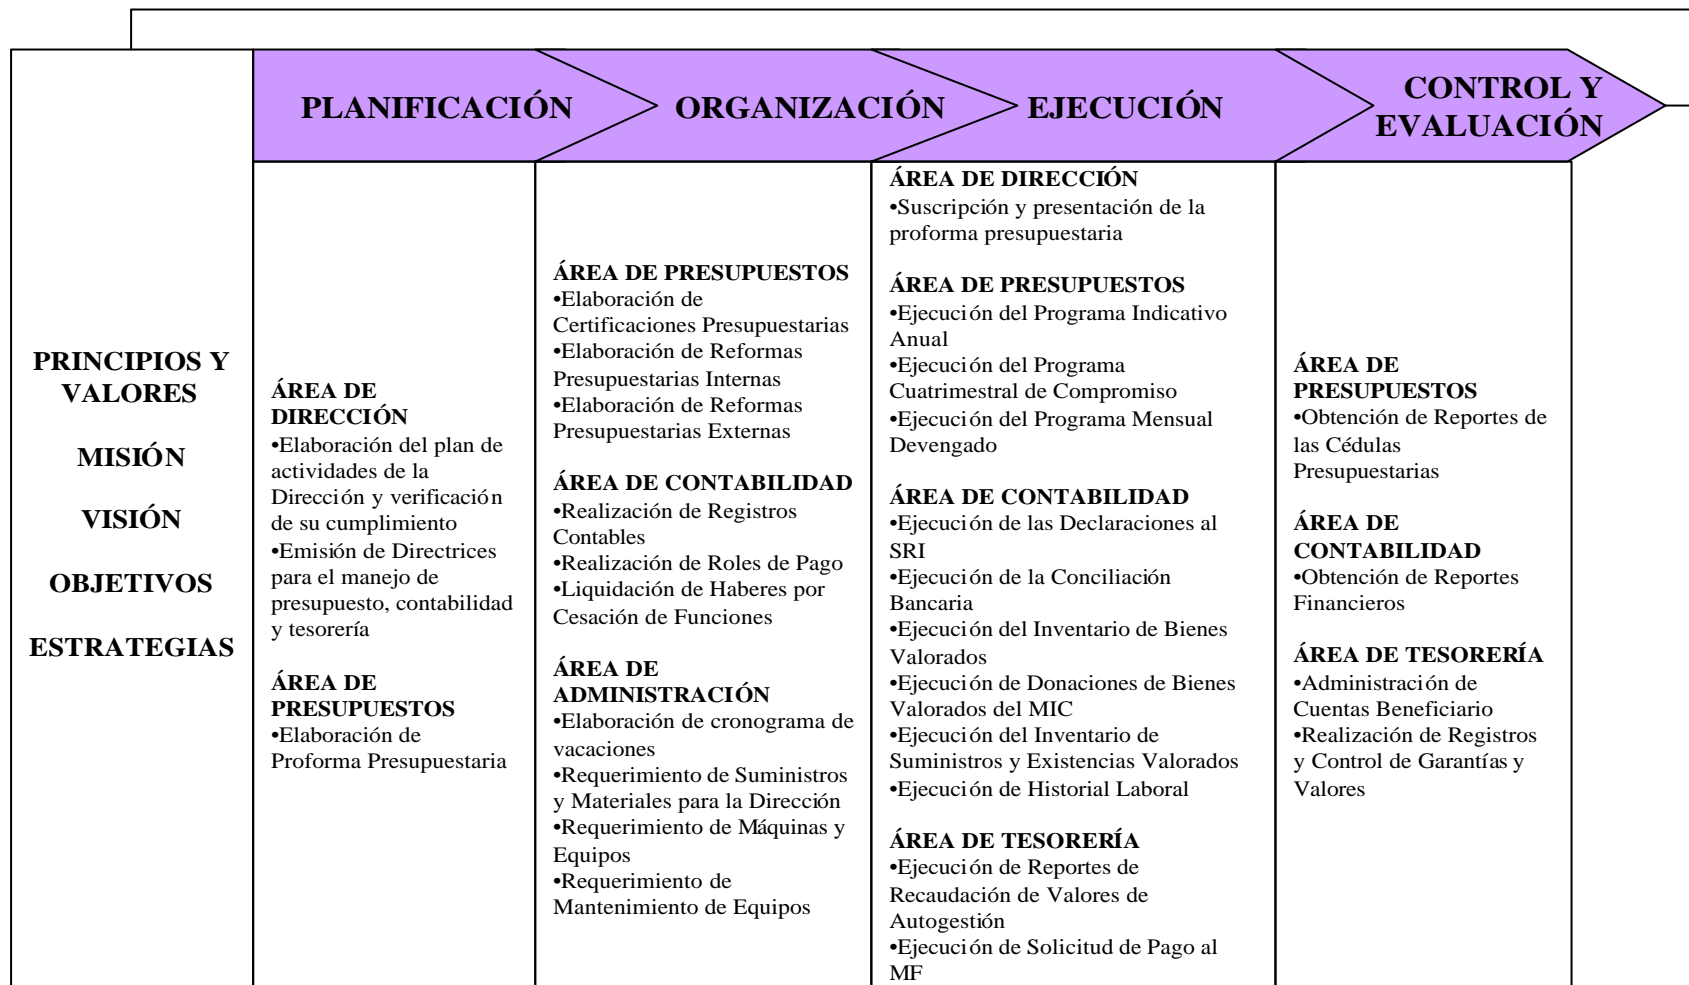 PLANIFICACIÓN
ORGANIZACIÓN
EJECUCIÓN
CONTROL Y
EVALUACIÓN
PRINCIPIOS Y
VALORES
MISIÓN
VISIÓN
OBJETIVOS
ESTRATEGIAS
ÁREA DE
DIRECCIÓN
•Elaboración del plan de
actividades de la
Dirección y verificación
de su cumplimiento
•Emisión de Directrices
para el manejo de
presupuesto, contabilidad
y tesorería
ÁREA DE
PRESUPUESTOS
•Elaboración de
Proforma Presupuestaria
ÁREA DE PRESUPUESTOS
•Elaboración de
Certificaciones Presupuestarias
•Elaboración de Reformas
Presupuestarias Internas
•Elaboración de Reformas
Presupuestarias Externas
ÁREA DE CONTABILIDAD
•Realización de Registros
Contables
•Realización de Roles de Pago
•Liquidación de Haberes por
Cesación de Funciones
ÁREA DE
ADMINISTRACIÓN
•Elaboración de cronograma de
vacaciones
•Requerimiento de Suministros
y Materiales para la Dirección
•Requerimiento de Máquinas y
Equipos
•Requerimiento de
Mantenimiento de Equipos
ÁREA DE DIRECCIÓN
•Suscripción y presentación de la
proforma presupuestaria
ÁREA DE PRESUPUESTOS
•Ejecución del Programa Indicativo
Anual
•Ejecución del Programa
Cuatrimestral de Compromiso
•Ejecución del Programa Mensual
Devengado
ÁREA DE CONTABILIDAD
•Ejecución de las Declaraciones al
SRI
•Ejecución de la Conciliación
Bancaria
•Ejecución del Inventario de Bienes
Valorados
•Ejecución de Donaciones de Bienes
Valorados del MIC
•Ejecución del Inventario de
Suministros y Existencias Valorados
•Ejecución de Historial Laboral
ÁREA DE TESORERÍA
•Ejecución de Reportes de
Recaudación de Valores de
Autogestión
•Ejecución de Solicitud de Pago al
MF
ÁREA DE
PRESUPUESTOS
•Obtención de Reportes de
las Cédulas
Presupuestarias
ÁREA DE
CONTABILIDAD
•Obtención de Reportes
Financieros
ÁREA DE TESORERÍA
•Administración de
Cuentas Beneficiario
•Realización de Registros
y Control de Garantías y
Valores